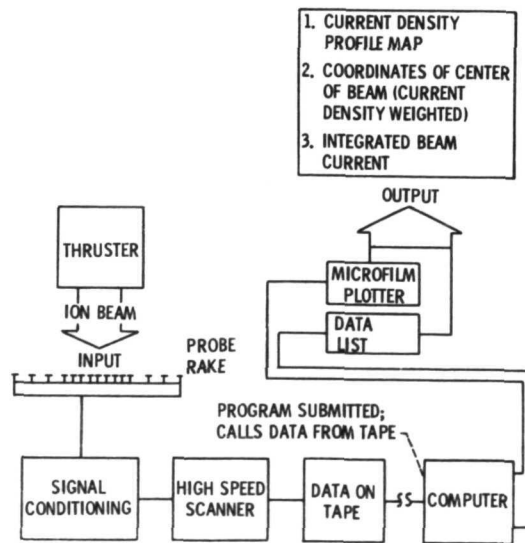 1. CURRENT DENSITY
PROFILE MAP
2. COORDINATES OF CENTER
OF BEAM (CURRENT
DENSITY WEIGHTED)
3. INTEGRATED BEAM
CURRENT
OUTPUT
THRUSTER
MICROFILM
PLOTTER
ION BEAM
DATA
LIST
INPUT
PROBE
RAKE
PROGRAM SUBMITTED;
CALLS DATA FROM TAPE
SIGNAL
CONDITIONING
HIGH SPEED
SCANNER
DATA ON
TAPE
COMPUTER